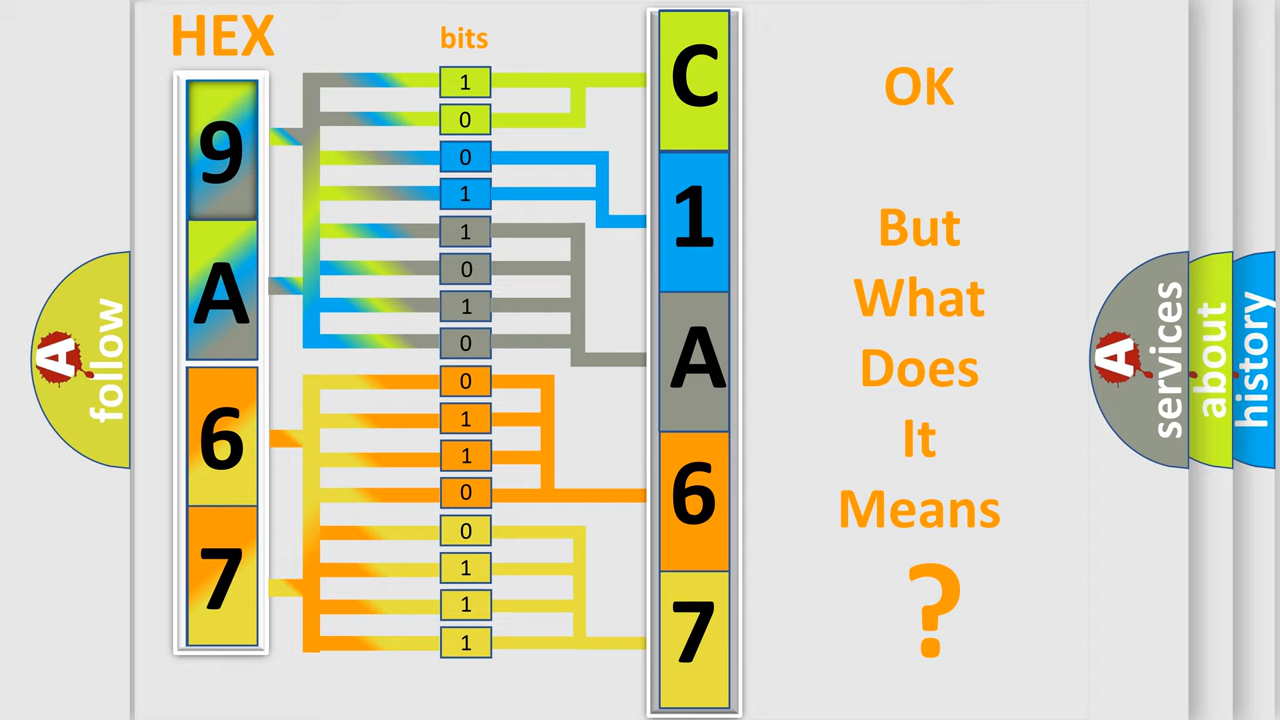 HEX
bits
9
A
6
7
1
0
0
1
1
0
1
0
0
1
1
0
0
1
1
1
C
1
A
6
7
OK
But
What
Does
It
Means
?
A
follow
A
services
about
history